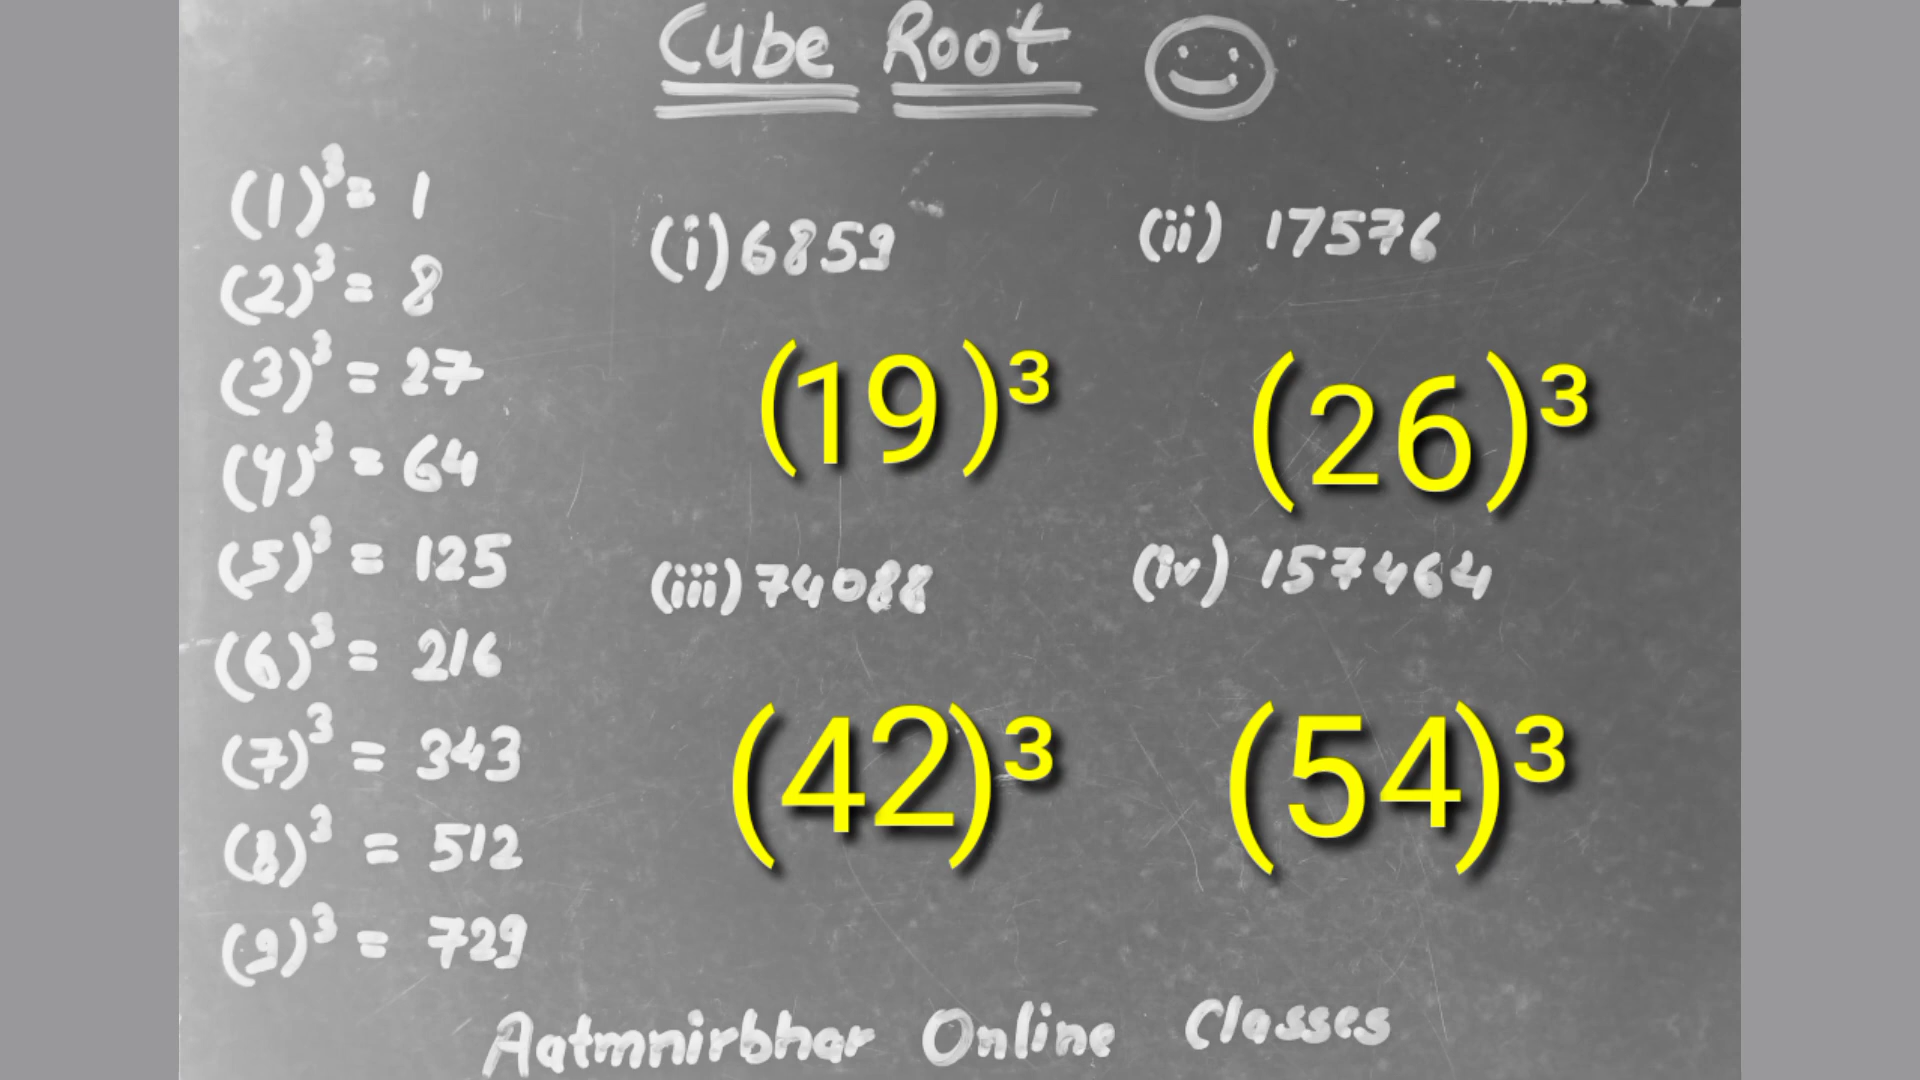 Cube Root
(1)³= 1
(2)³= 8
(3)³ = 27
(4)³ = 64
(5)³ = 125
(6)³ = 216
(7)³ = 343
(8)³ = 512
(9)³ = 729
(i) 6859
(19)³
(ii) 17576
(26)³
(iii) 74088
(42)³
(iv) 157464
(54)³
Aatmnirbhar Online Classes